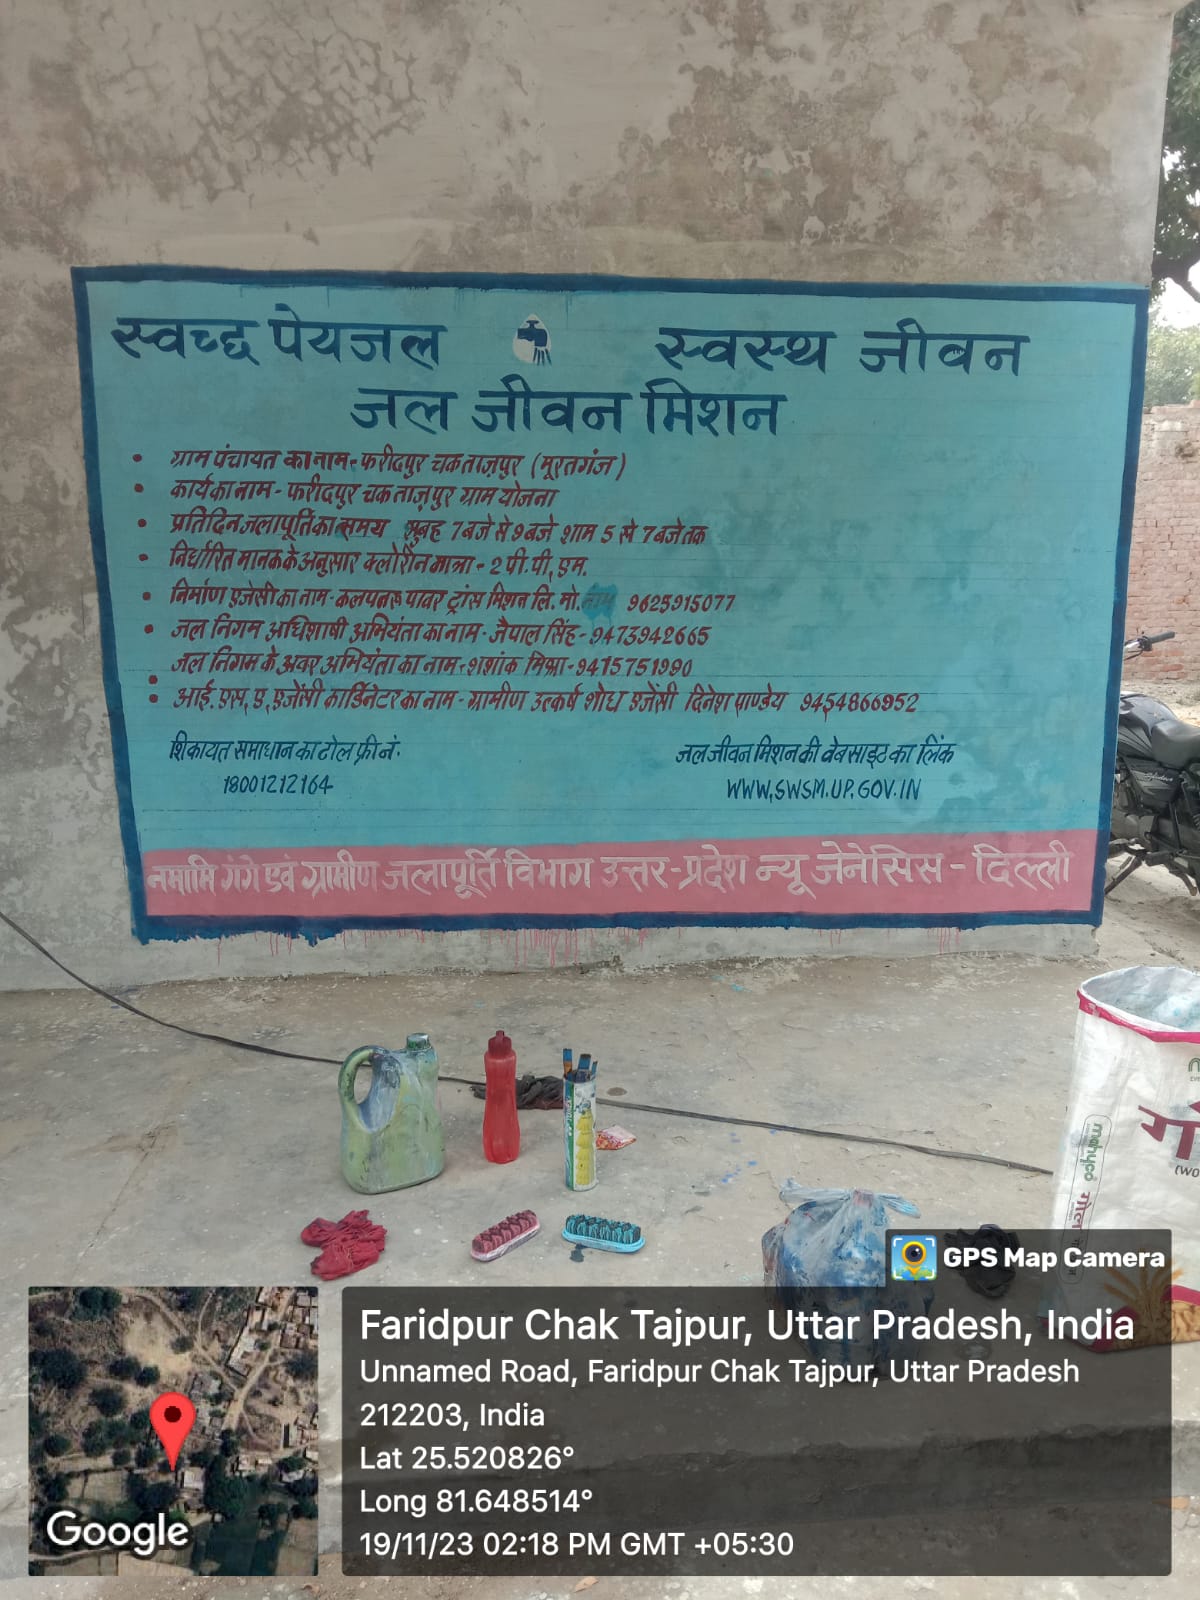 स्वच्छ पेयजल स्वस्थ जीवन
जल जीवन मिशन
• ग्राम पंचायत का नाम - फरीदपुर चक ताज़पुर (मूरतगंज)
• कार्य का नाम - फरीदपुर चक ताज़पुर ग्राम योजना
• प्रतिदिन जलापूर्ति का समय सुबह 7 बजे से 9 बजे शाम 5 से 7 बजे तक
• निर्धारित मानक के अनुसार क्लोरीन मात्रा - 2 पी.पी.एम.
• निर्माण एजेंसी का नाम - कलपतरू पावर ट्रांस मिशन लि. मो. 9625915077
• जल निगम अधिशाषी अभियंता का नाम - जैपाल सिंह - 9473942665
जल निगम के अवर अभियंता का नाम - शशांक मिश्रा - 9415751990
• आई. एस. ए. एजेंसी कार्डिनेटर का नाम - ग्रामीण उत्कर्ष शोध एजेंसी दिनेश पाण्डेय 9454866952
शिकायत समाधान का टोल फ्री नं.
18001212164
जल जीवन मिशन की वेबसाइट का लिंक
WWW.SWSM.UP.GOV.IN
नमामि गंगे एवं ग्रामीण जलापूर्ति विभाग उत्तर-प्रदेश न्यू जेनेसिस - दिल्ली
mahyco
GPS Map Camera
Faridpur Chak Tajpur, Uttar Pradesh, India
Unnamed Road, Faridpur Chak Tajpur, Uttar Pradesh
212203, India
Lat 25.520826°
Long 81.648514°
19/11/23 02:18 PM GMT +05:30
Google